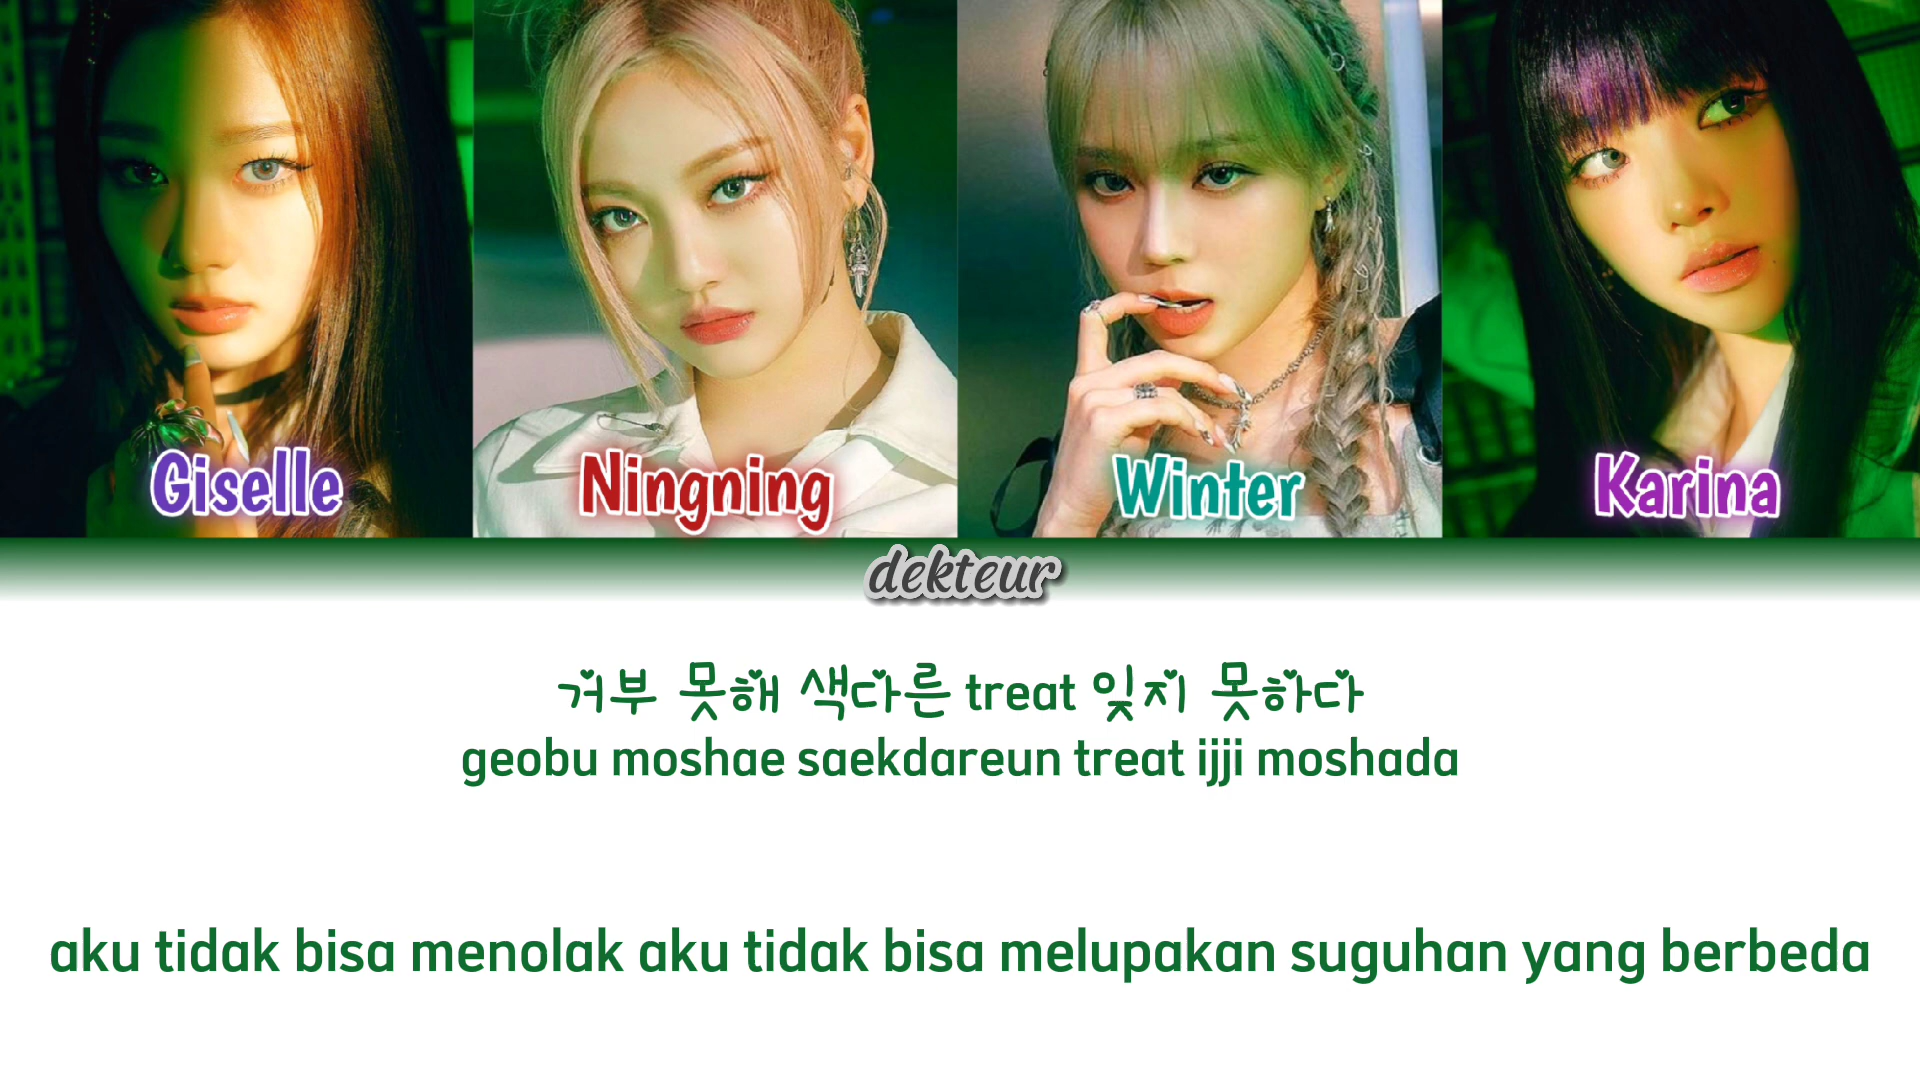 Giselle
Ningning
Winter
Karina
dekteur
거부 못해 색다른 treat 잊지 못하다
geobu moshae saekdareun treat ijji moshada
aku tidak bisa menolak aku tidak bisa melupakan suguhan yang berbeda